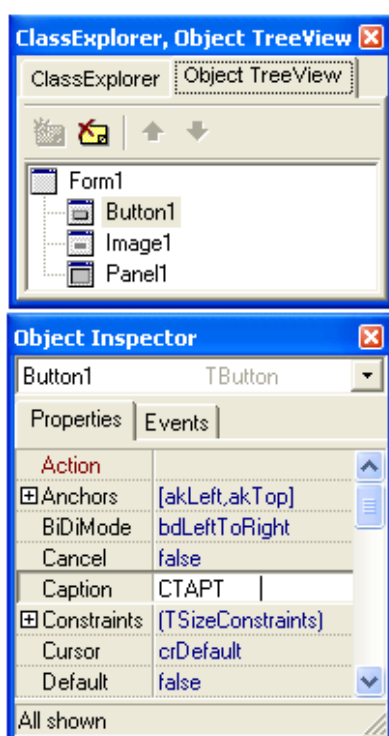 ClassExplorer, Object TreeView
ClassExplorer Object TreeView
Form1
Button1
Image1
Panel1
Object Inspector
Button1 TButton
Properties Events
Action
Anchors [akLeft,akTop]
BiDiMode bdLeftToRight
Cancel false
Caption СТАРТ
Constraints (TSizeConstraints)
Cursor crDefault
Default false
All shown